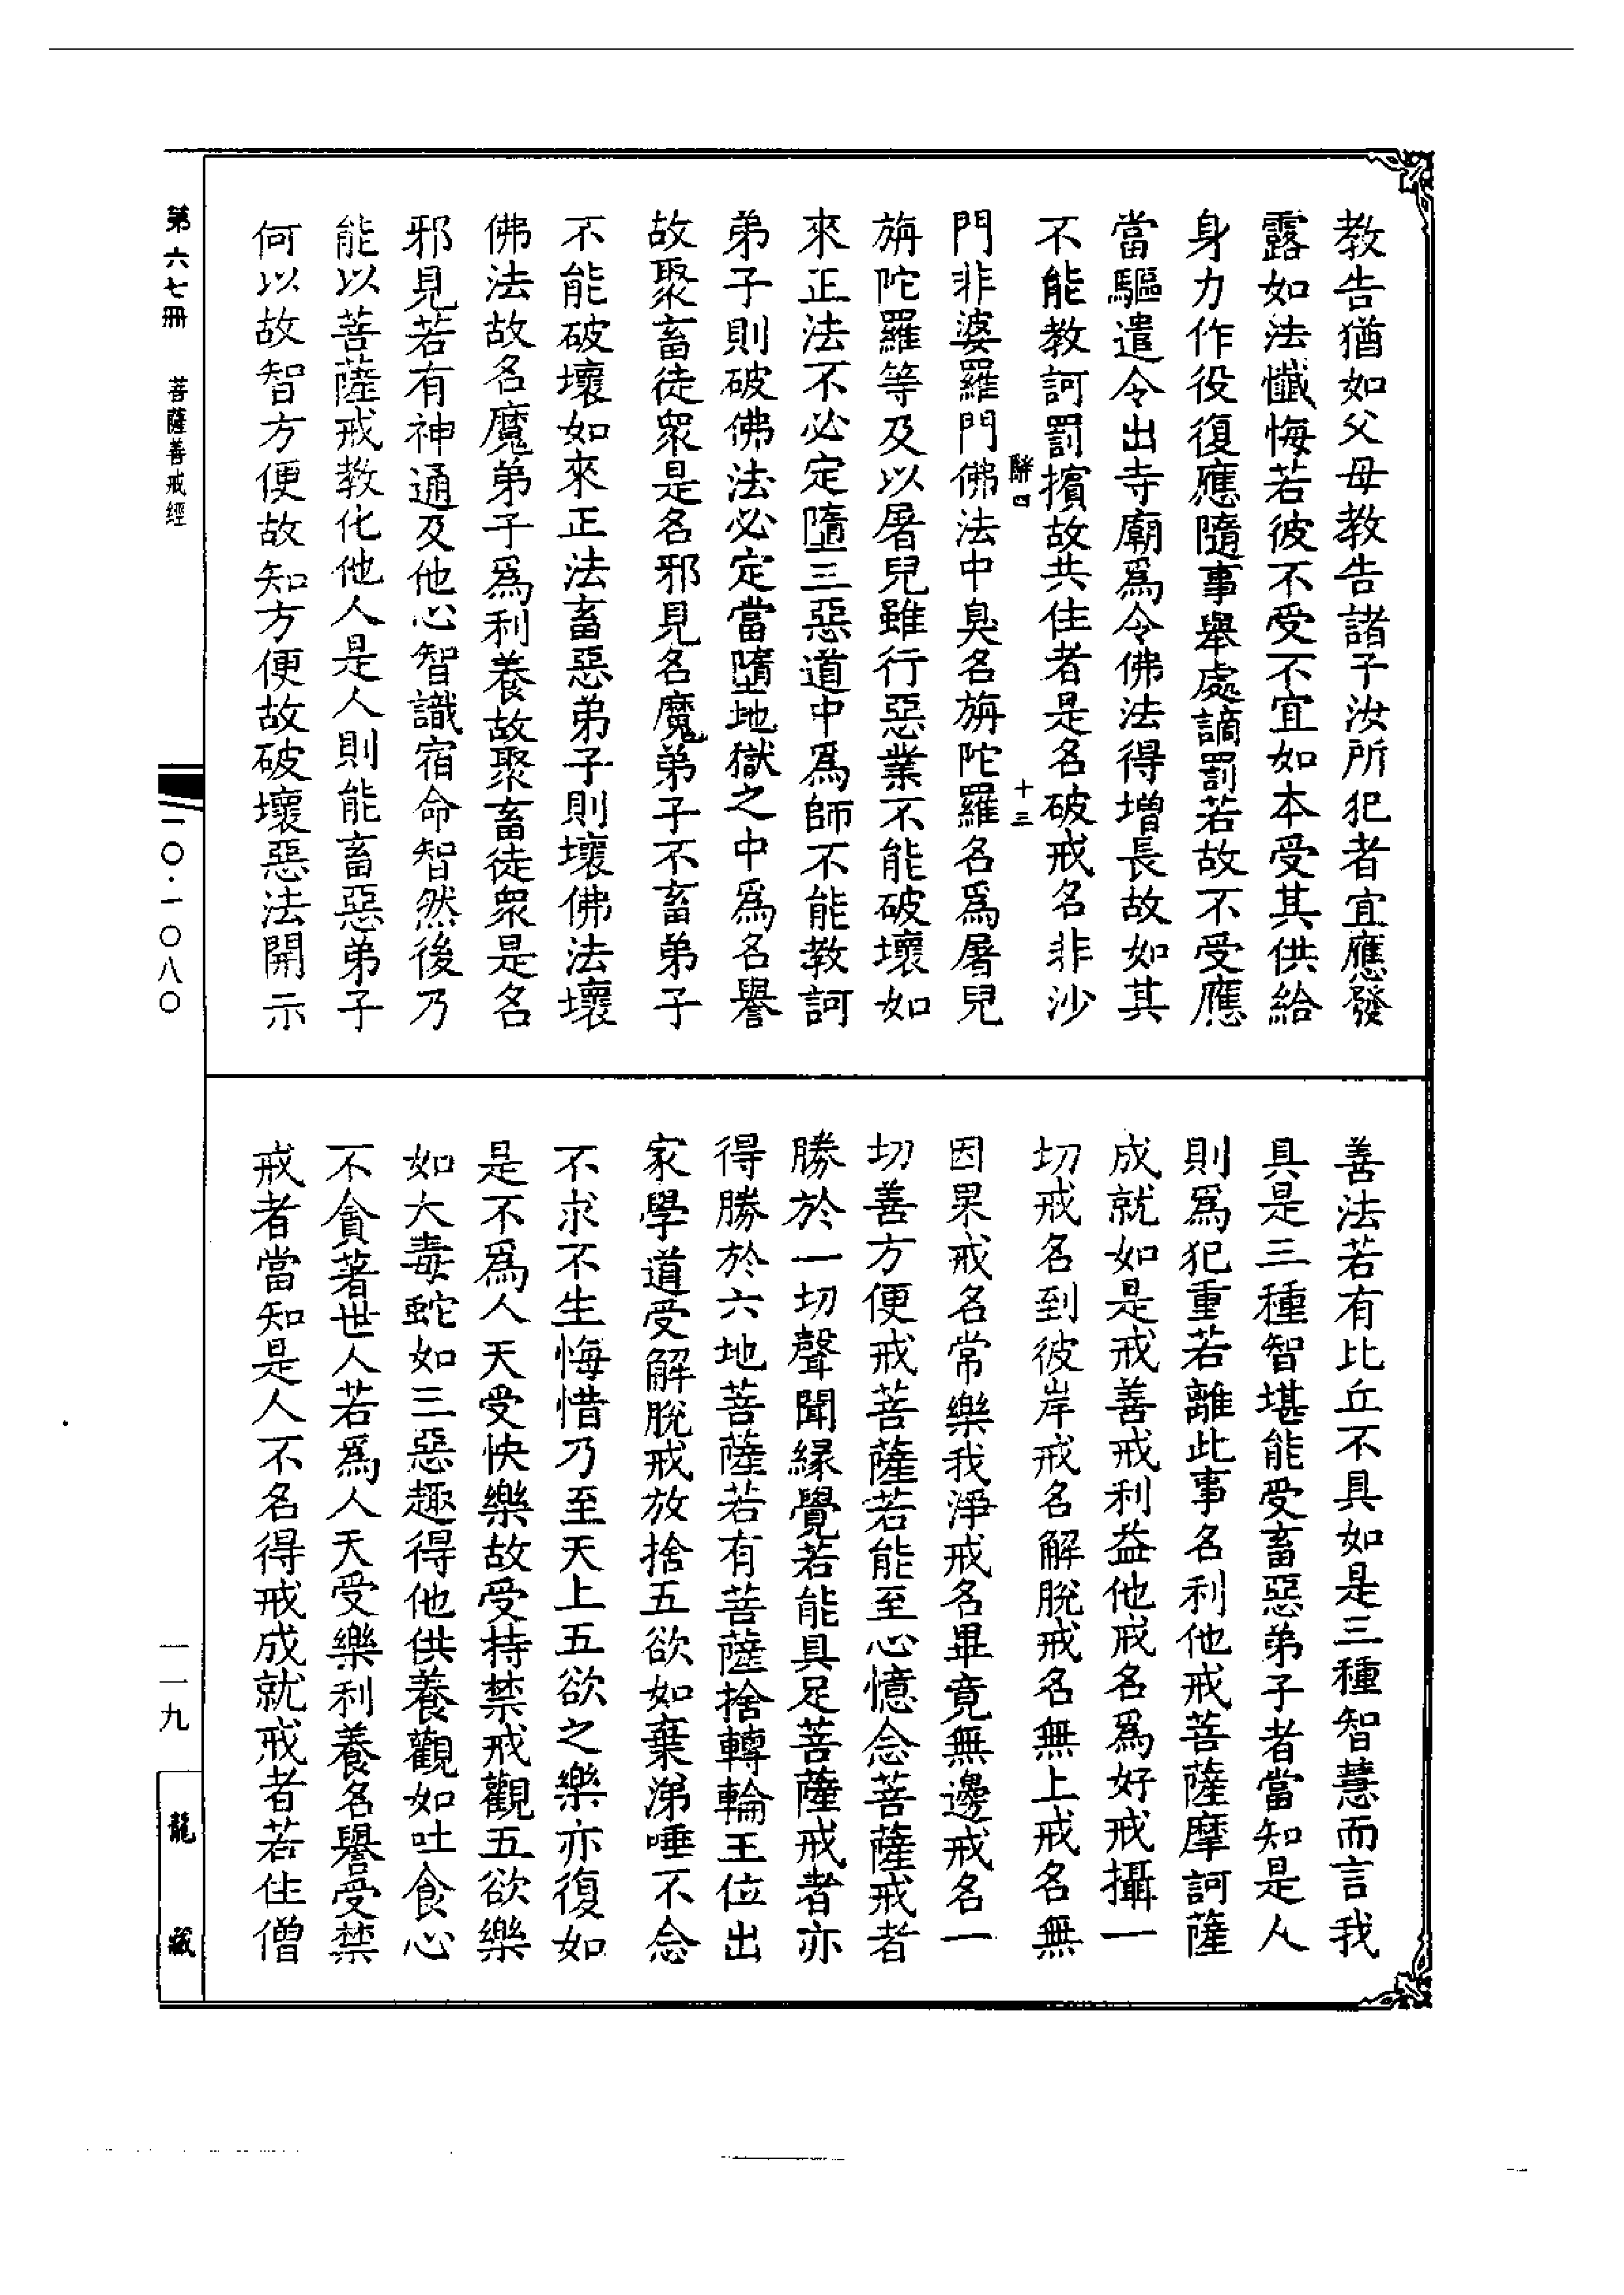 教告猶如父母教告諸子汝所犯者宜應發
露如法懺悔若彼不受不宜如本受其供給
身力作役復應隨事舉處謫罰若故不受應
當驅遣令出寺廟爲令佛法得增長故如其
不能教訶罰擯故共住者是名破戒名非沙
十三
門非婆羅門佛法中臭名旃陀羅名爲屠兒
旃陀羅等及以屠兒雖行惡業不能破壞如
來正法不必定墮三惡道中爲師不能教訶
弟子則破佛法必定當墮地獄之中爲名譽
故聚畜徒衆是名邪見名魔弟子不畜弟子
不能破壞如來正法畜惡弟子則壞佛法壞
佛法故名魔弟子爲利養故聚畜徒衆是名
邪見若有神通及他心智識宿命智然後乃
能以菩薩戒教化他人是人則能畜惡弟子
何以故智方便故知方便故破壞惡法開示
善法若有比丘不具如是三種智慧而言我
具是三種智堪能受畜惡弟子者當知是人
則爲犯重若離此事名利他戒菩薩摩訶薩
成就如是戒善戒利益他戒名爲好戒攝一
切戒名到彼岸戒名解脫戒名無上戒名無
因果戒名常樂我淨戒名畢竟無邊戒名一
切善方便戒菩薩若能至心憶念菩薩戒者
勝於一切聲聞緣覺若能具足菩薩戒者亦
得勝於六地菩薩若有菩薩捨轉輪王位出
家學道受解脫戒放捨五欲如棄涕唾不念
不求不生悔惜乃至天上五欲之樂亦復如
是不爲人天受快樂故受持禁戒觀五欲樂
如大毒蛇如三惡趣得他供養觀如吐食心
不貪著世人若爲人天受樂利養名譽受禁
戒者當知是人不名得戒成就戒者若住僧
第六七冊 菩薩善戒經
一〇·一〇八〇
一一九
龍藏